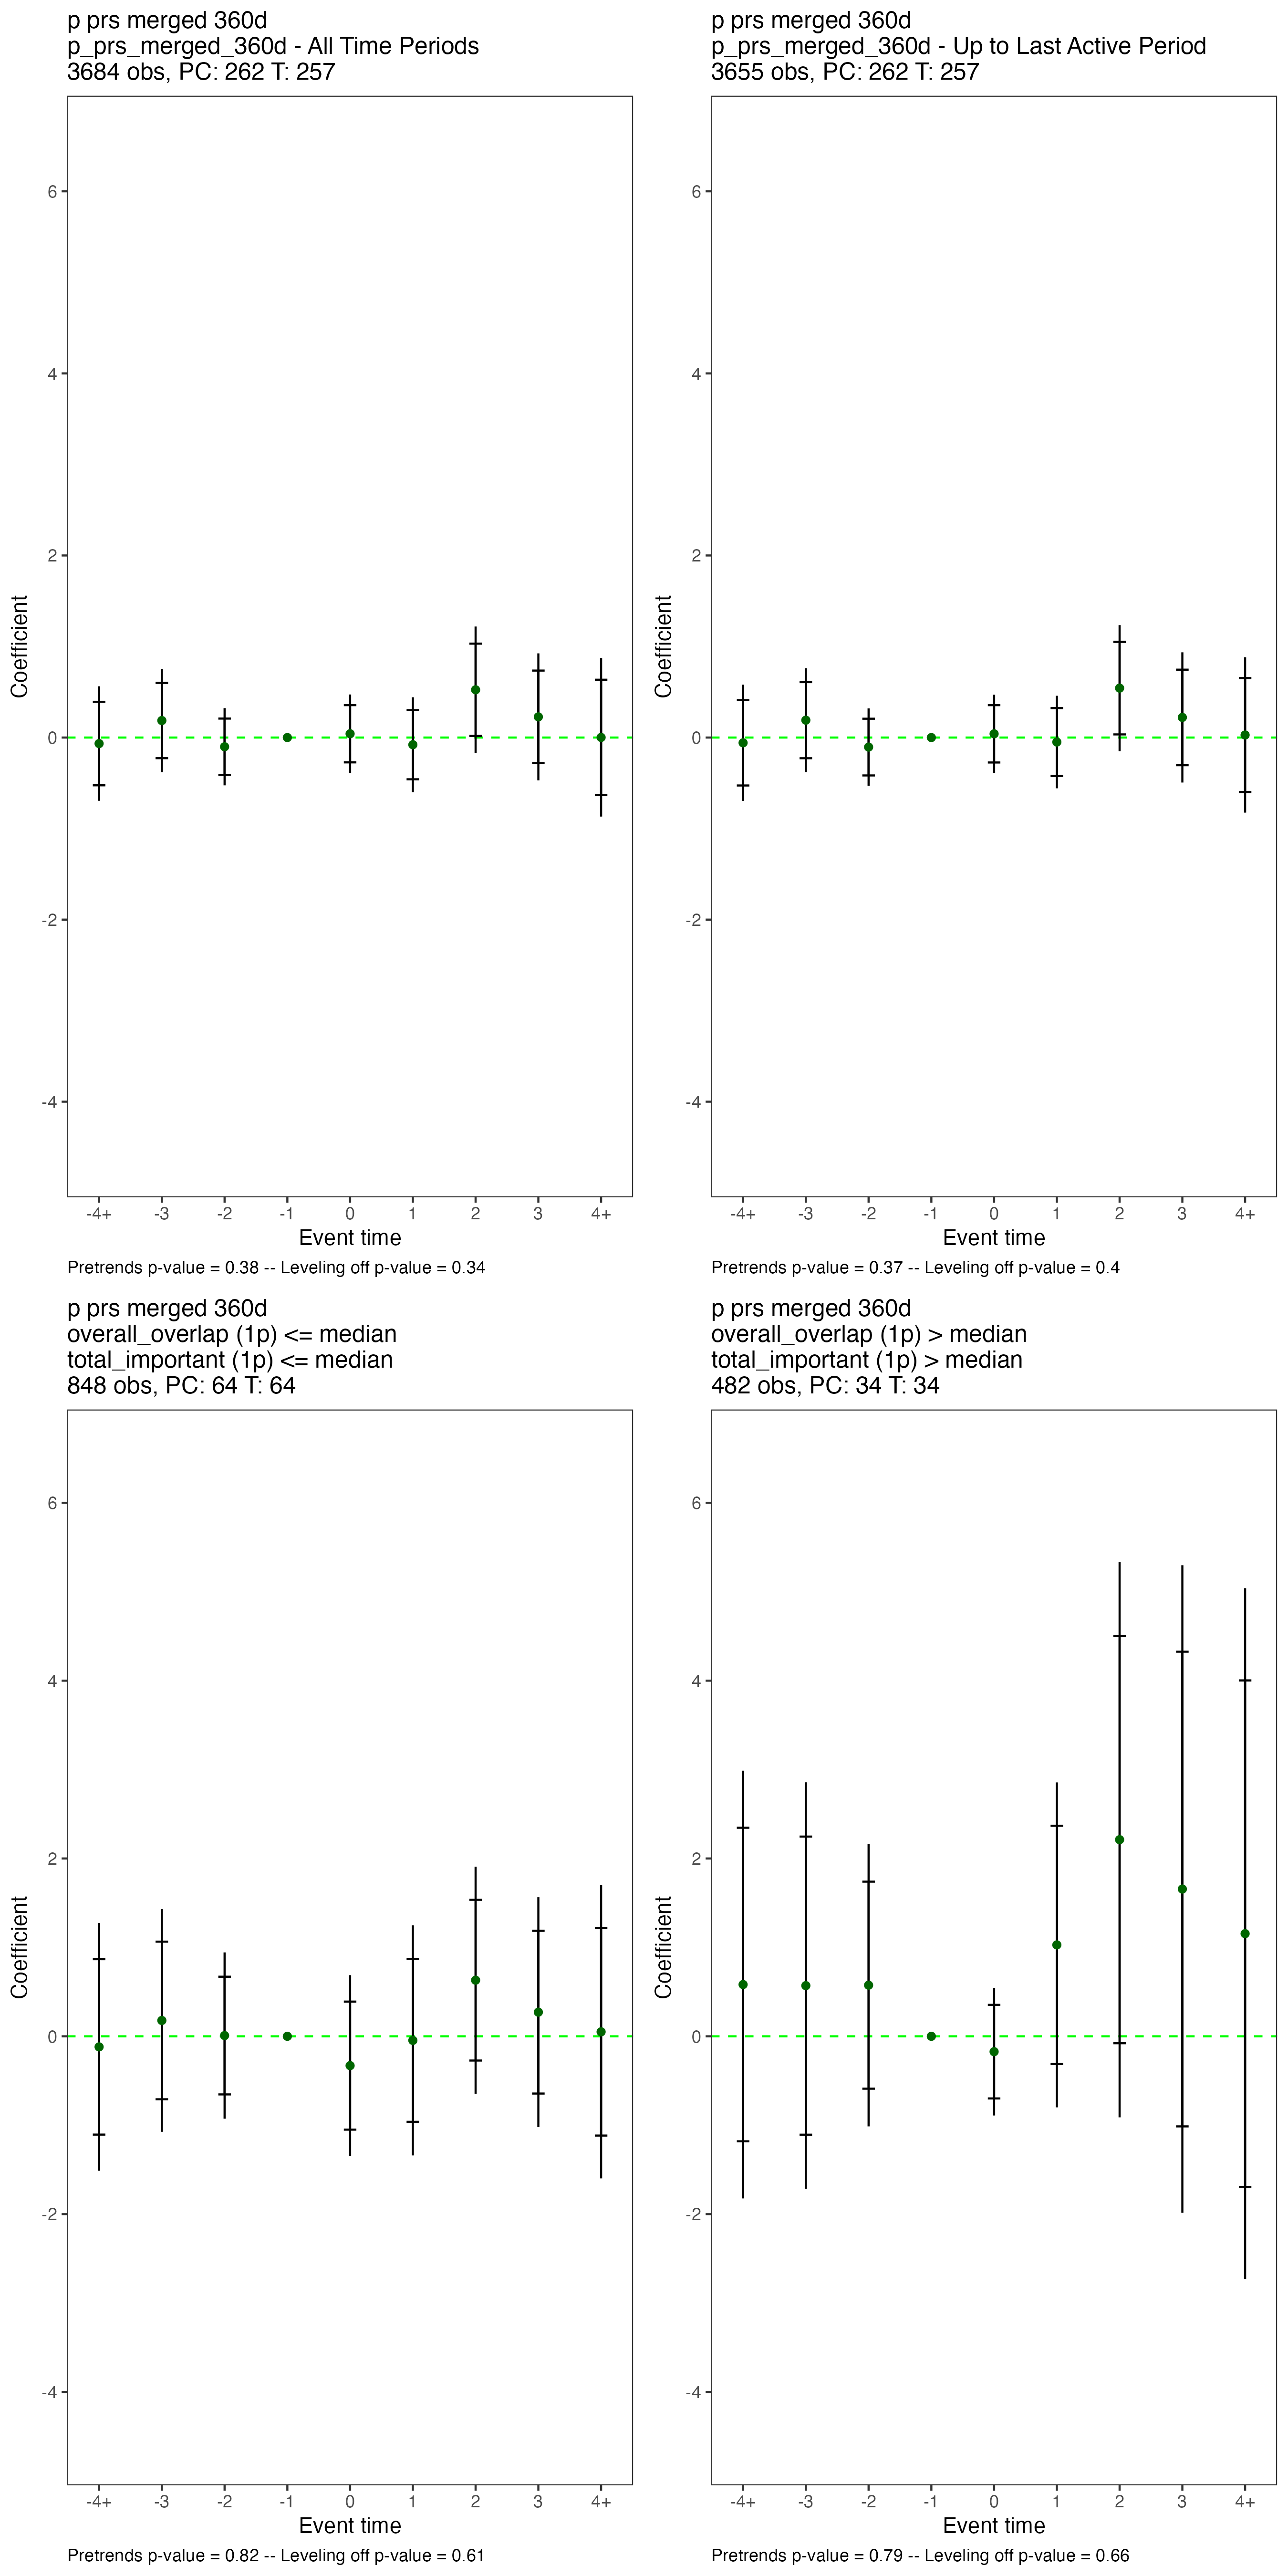 p prs merged 360d
p_prs_merged_360d - All Time Periods
3684 obs, PC: 262 T: 257
6
4
2
0
-2
-4
Coefficient
-4+ -3 -2 -1 0 1 2 3 4+
Event time
Pretrends p-value = 0.38 -- Leveling off p-value = 0.34
p prs merged 360d
p_prs_merged_360d - Up to Last Active Period
3655 obs, PC: 262 T: 257
6
4
2
0
-2
-4
Coefficient
-4+ -3 -2 -1 0 1 2 3 4+
Event time
Pretrends p-value = 0.37 -- Leveling off p-value = 0.4
p prs merged 360d
overall_overlap (1p) <= median
total_important (1p) <= median
848 obs, PC: 64 T: 64
6
4
2
0
-2
-4
Coefficient
-4+ -3 -2 -1 0 1 2 3 4+
Event time
Pretrends p-value = 0.82 -- Leveling off p-value = 0.61
p prs merged 360d
overall_overlap (1p) > median
total_important (1p) > median
482 obs, PC: 34 T: 34
6
4
2
0
-2
-4
Coefficient
-4+ -3 -2 -1 0 1 2 3 4+
Event time
Pretrends p-value = 0.79 -- Leveling off p-value = 0.66